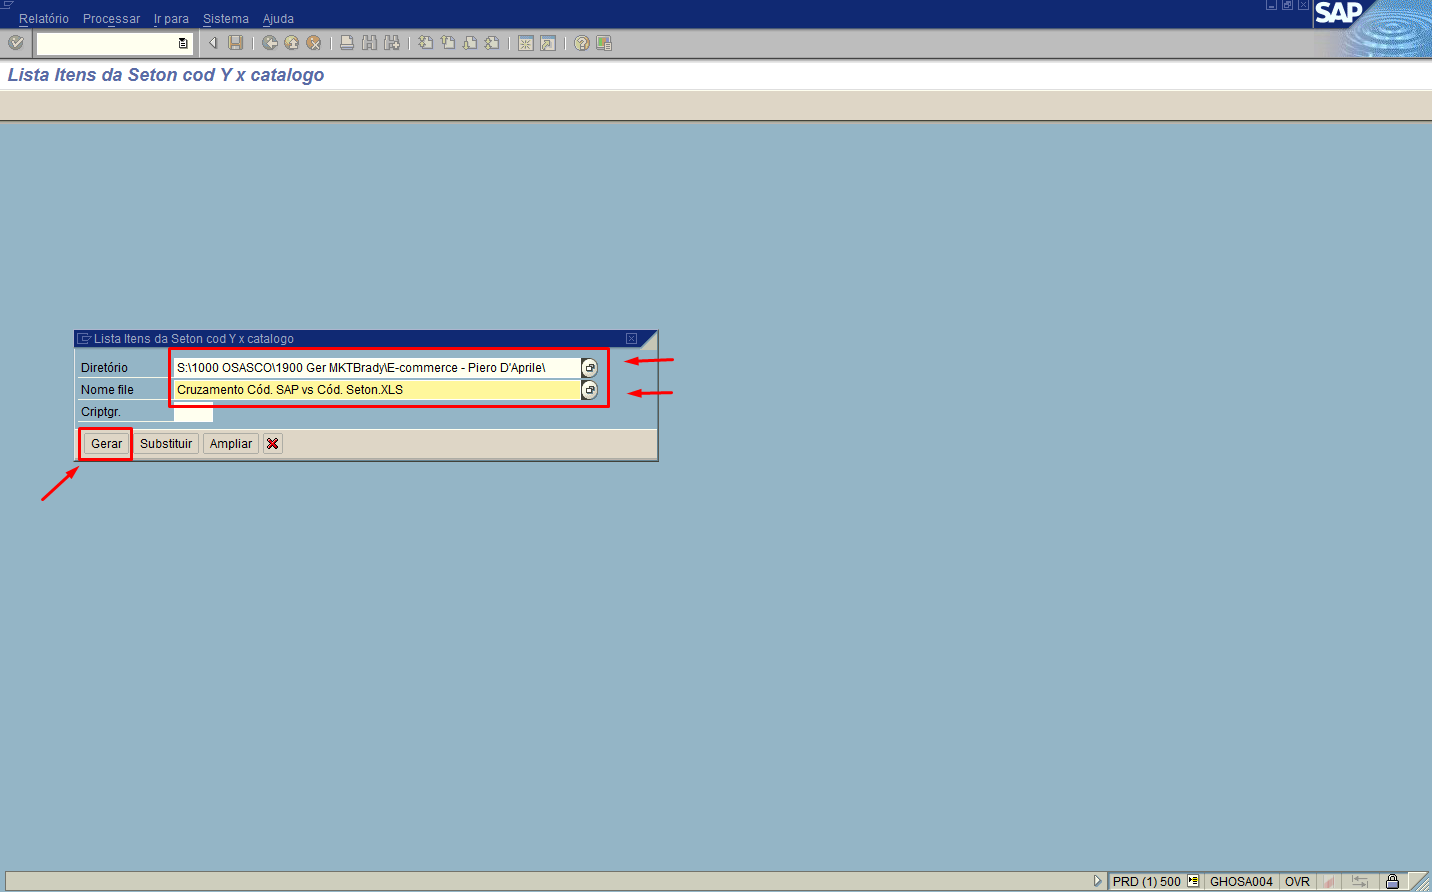 Relatório Processar Ir para Sistema Ajuda
SAP
Lista Itens da Seton cod Y x catalogo
Lista Itens da Seton cod Y x catalogo
Diretório S:\1000 OSASCO\1900 Ger MKTBrady\E-commerce - Piero D'Aprile\
Nome file Cruzamento Cód. SAP vs Cód. Seton.XLS
Criptgr.
Gerar Substituir Ampliar
PRD (1) 500 GHOSA004 OVR